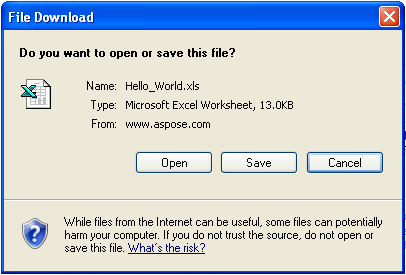 File Download
Do you want to open or save this file?
Name: Hello_World.xls
Type: Microsoft Excel Worksheet, 13.0KB
From: www.aspose.com
Open Save Cancel
While files from the Internet can be useful, some files can potentially
harm your computer. If you do not trust the source, do not open or
save this file. What's the risk?